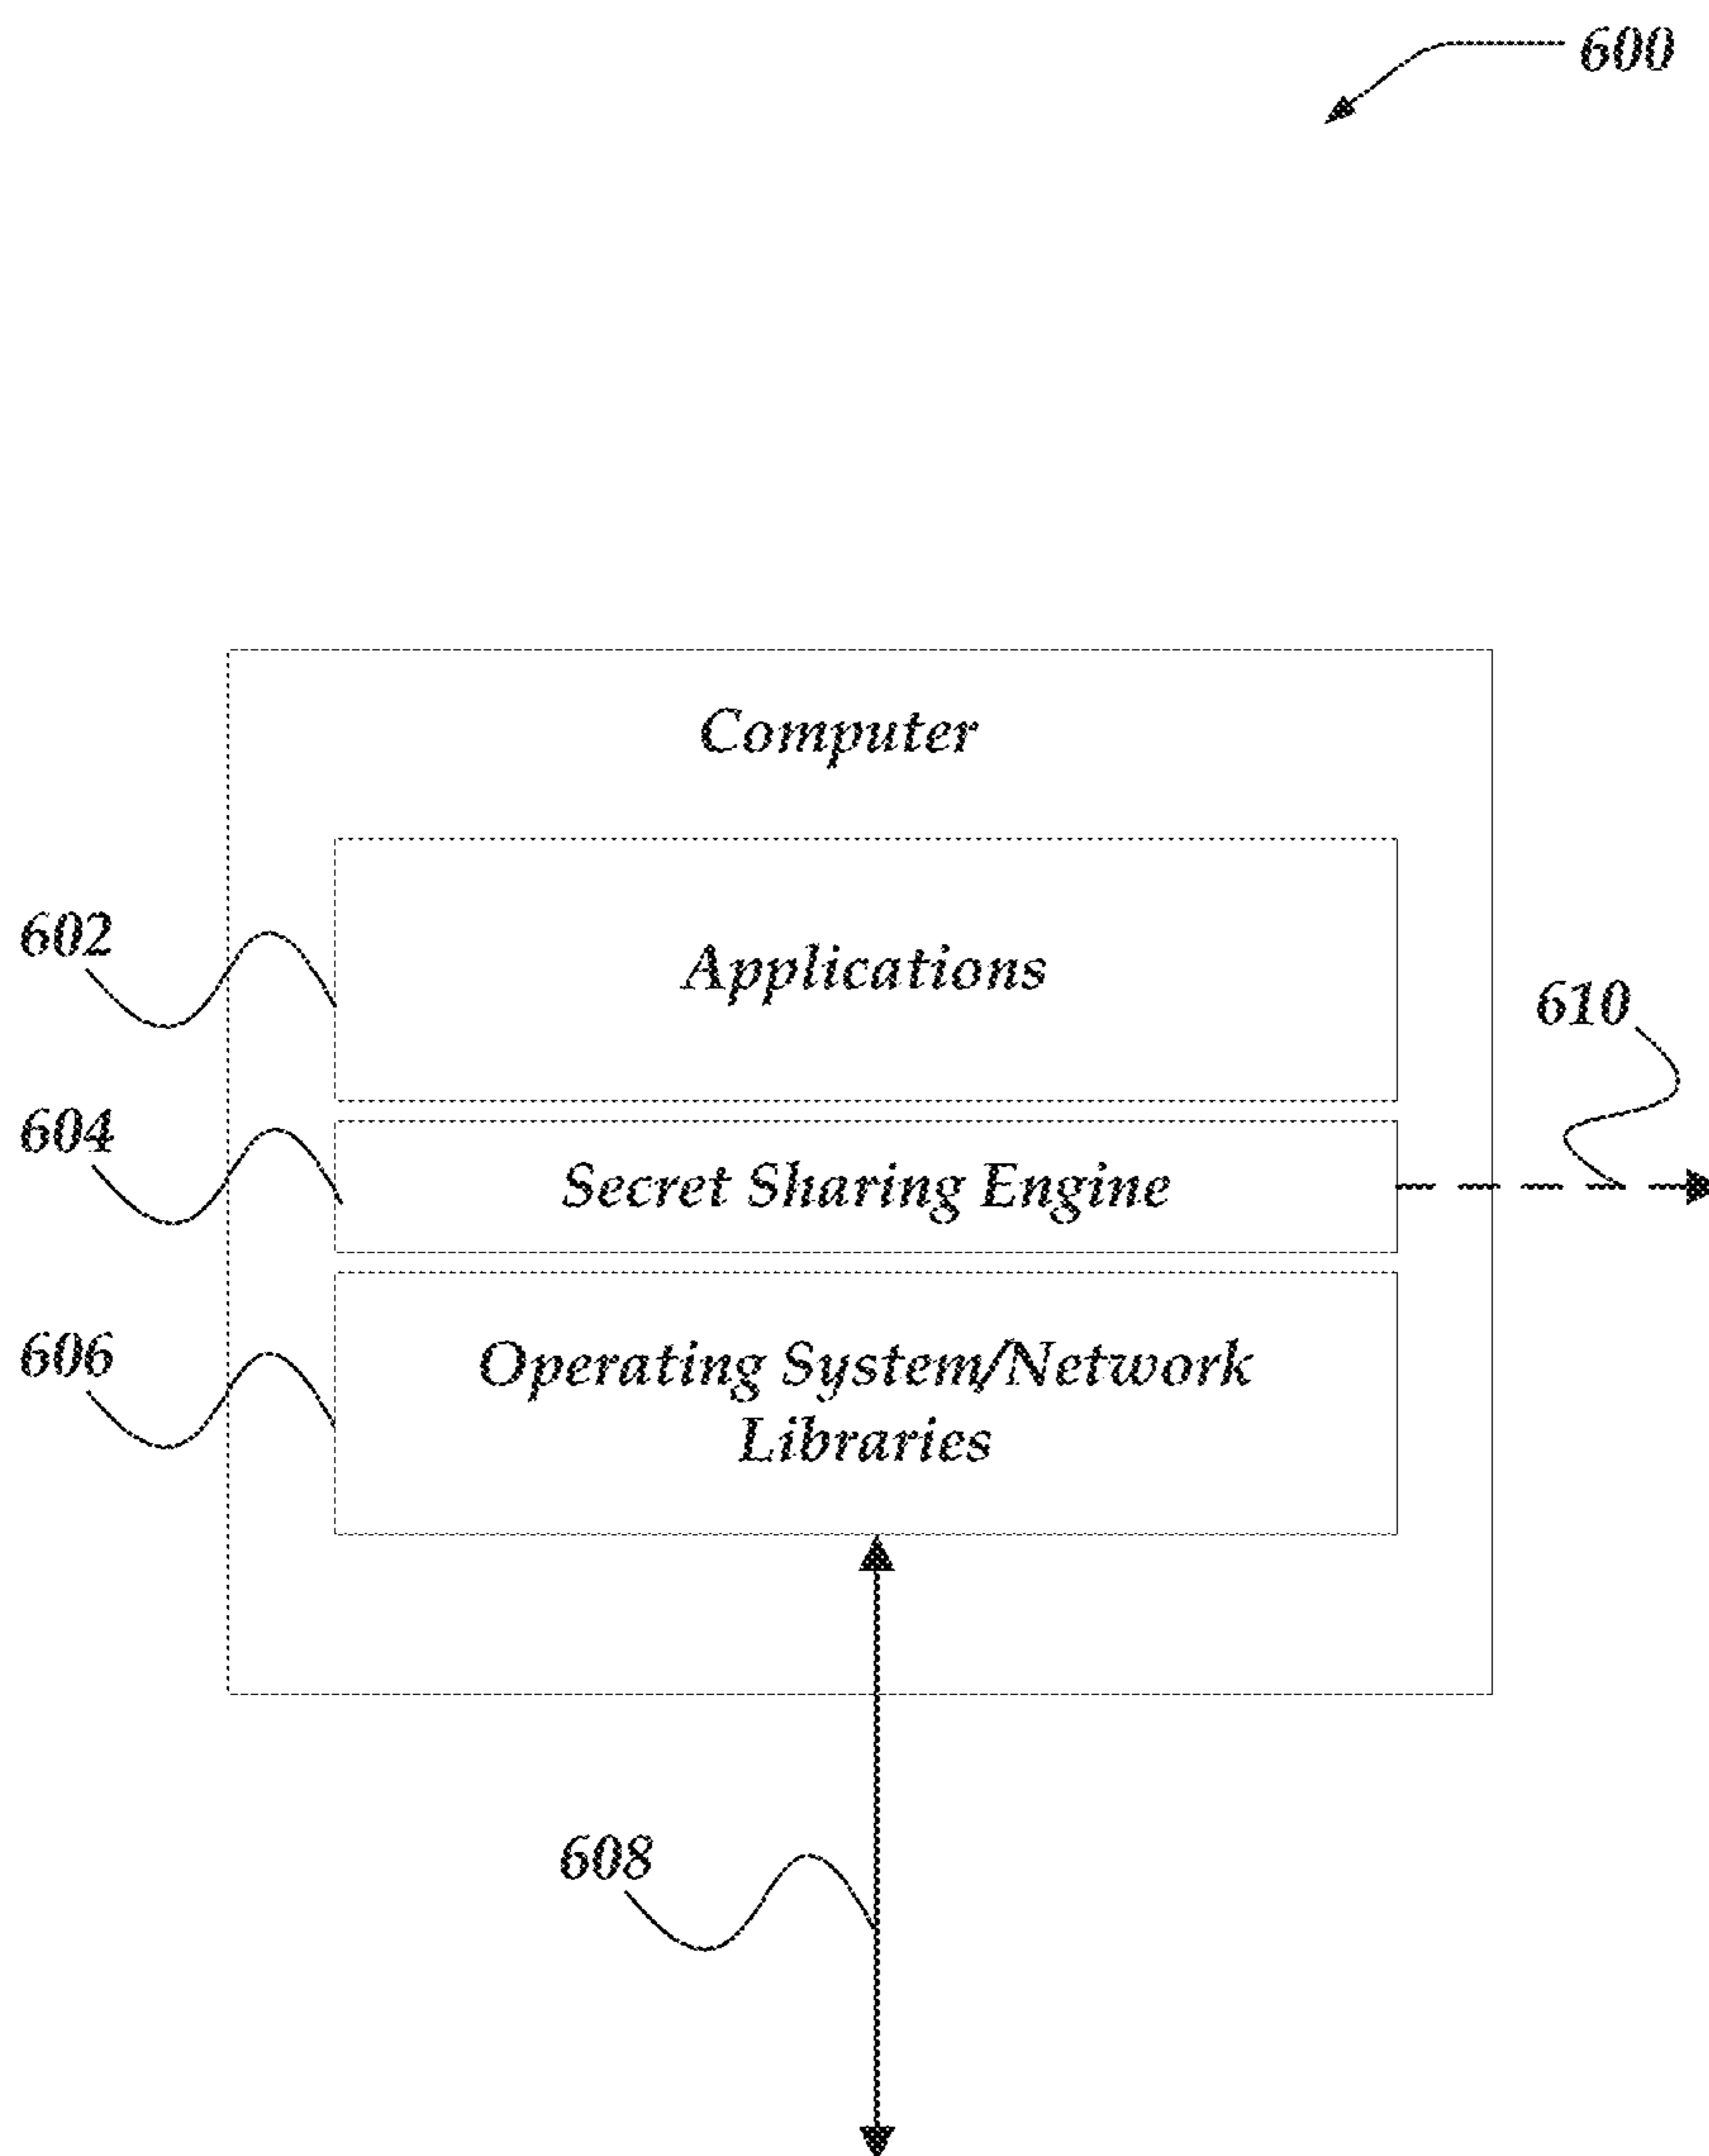 600
Computer
602
Applications
610
604
Secret Sharing Engine
606
Operating System/Network
Libraries
608